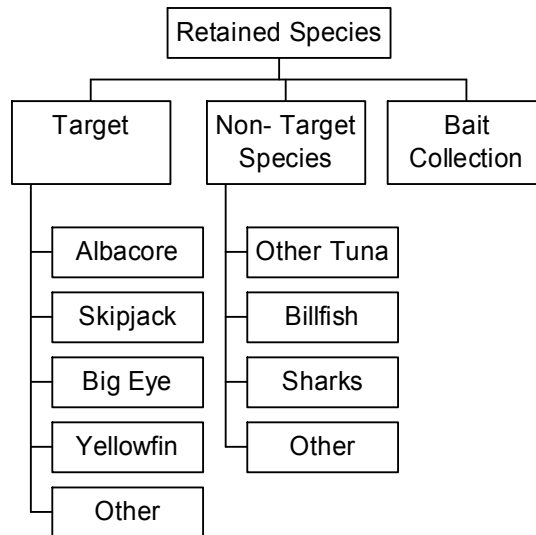 Retained Species
Target
Non- Target
Species
Bait
Collection
Albacore
Skipjack
Big Eye
Yellowfin
Other
Other Tuna
Billfish
Sharks
Other